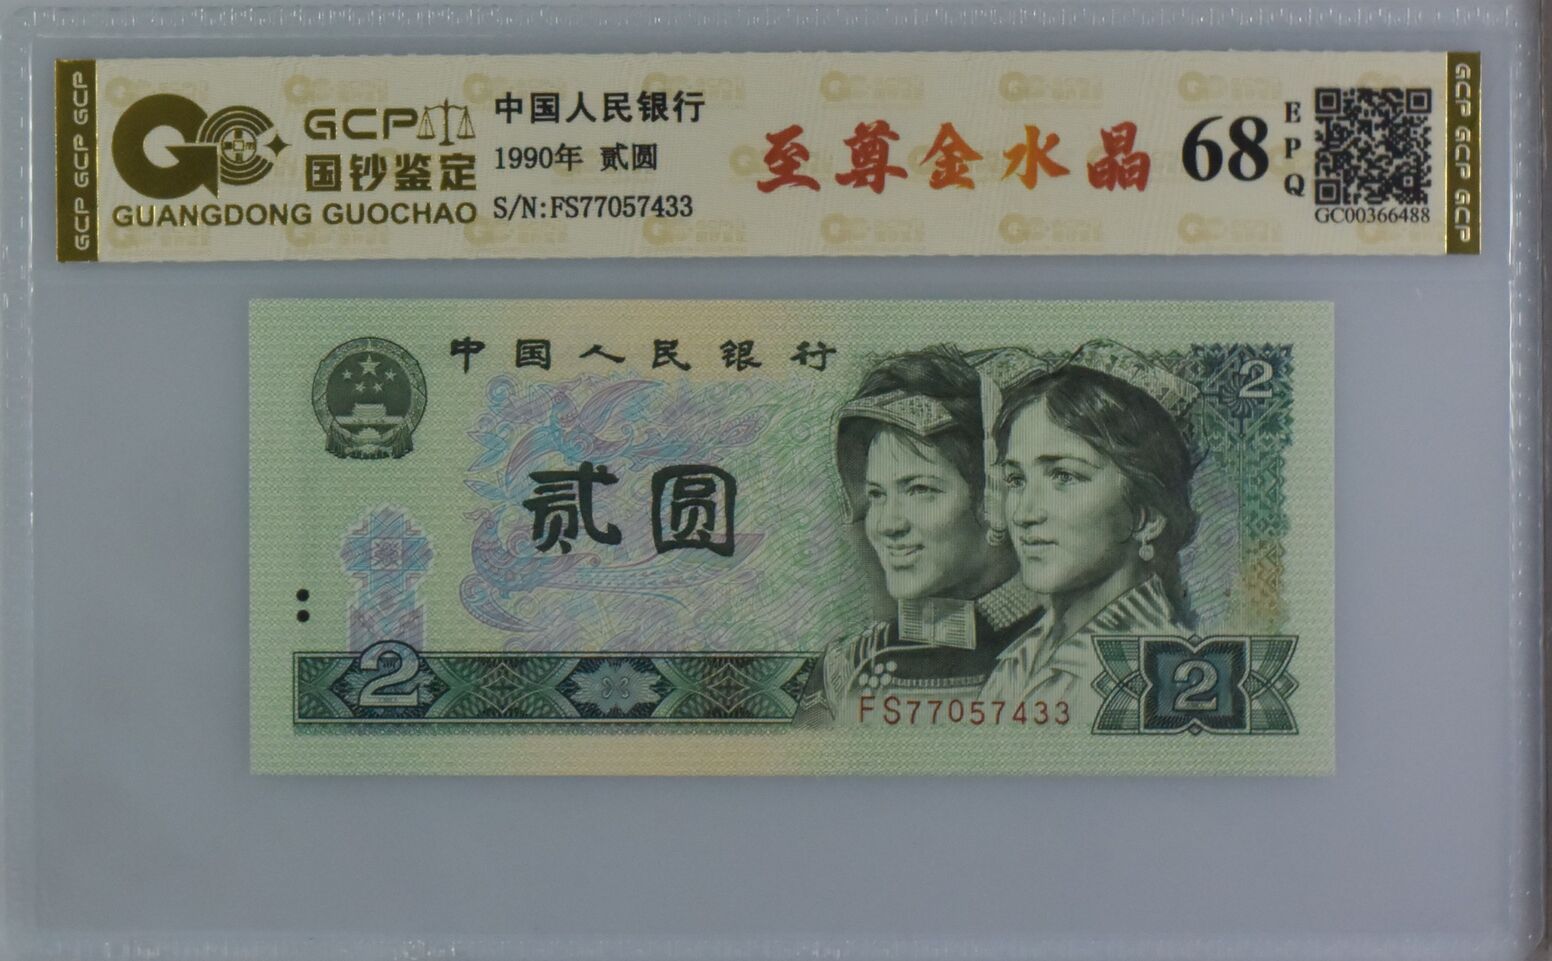 GCP GCP GCP
GCP
国钞鉴定
GUANGDONG GUOCHAO
中国人民银行
1990年 贰圆
S/N:FS77057433
至尊金水晶
68
EPQ
GC00366488
GCP GCP GCP
中国人民银行
2
贰圆
2
FS77057433
2